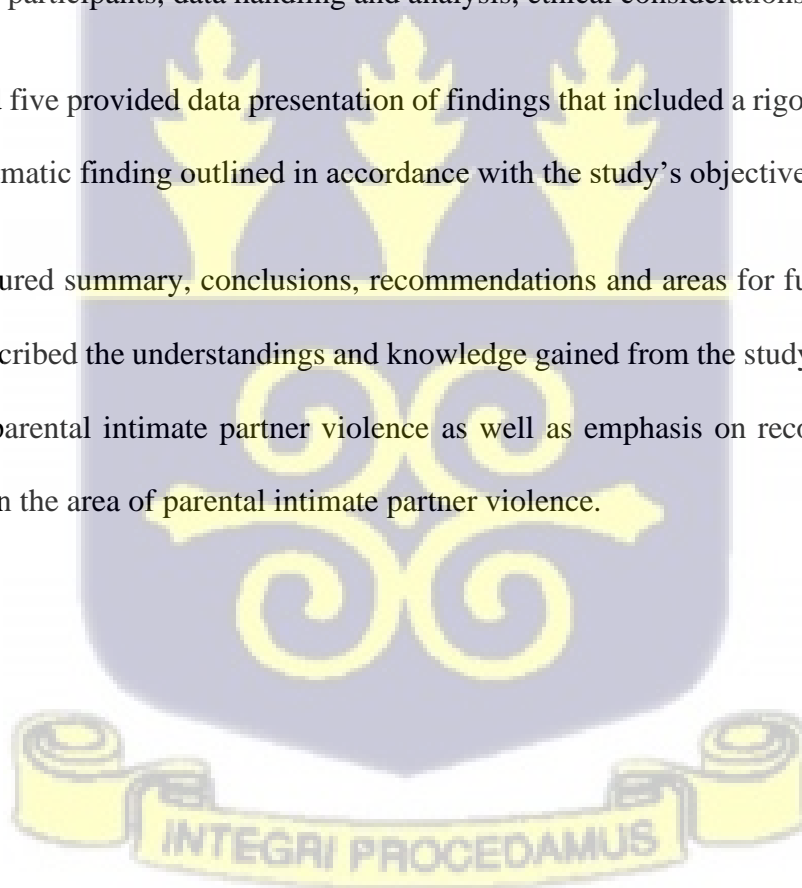 participants, data handling and analysis, ethical considerations
five provided data presentation of findings that included a rigo
matic finding outlined in accordance with the study's objective
ured summary, conclusions, recommendations and areas for fu
cribed the understandings and knowledge gained from the study
parental intimate partner violence as well as emphasis on reco
n the area of parental intimate partner violence.
INTEGRI PROCEDAMUS